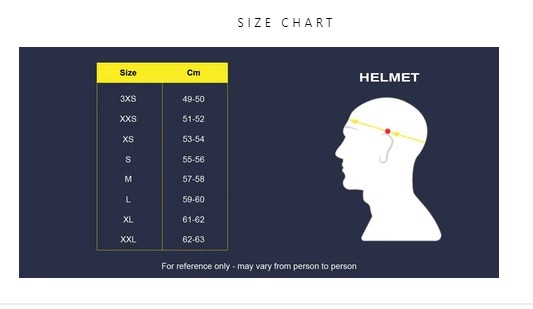 SIZE CHART
HELMET
Size Cm
3XS 49-50
XXS 51-52
XS 53-54
S 55-56
M 57-58
L 59-60
XL 61-62
XXL 62-63
For reference only - may vary from person to person